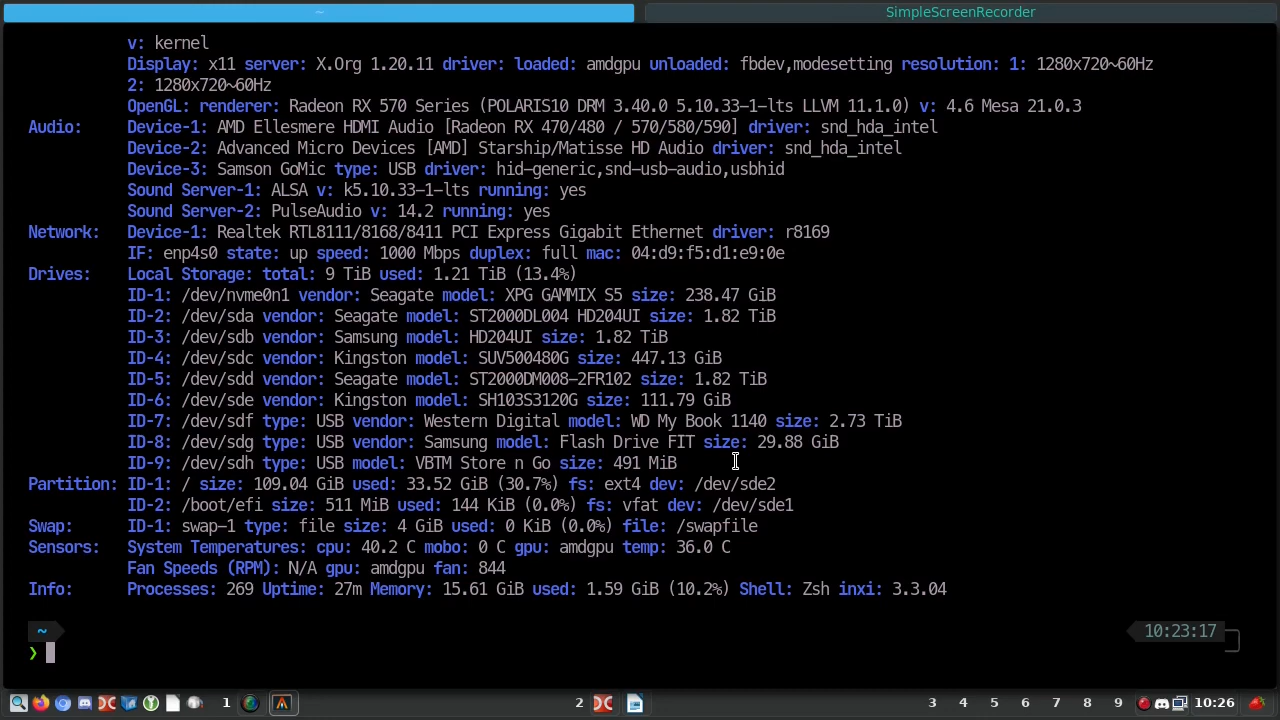 ~
SimpleScreenRecorder
v: kernel
Display: x11 server: X.Org 1.20.11 driver: loaded: amdgpu unloaded: fbdev,modesetting resolution: 1: 1280x720~60Hz
2: 1280x720~60Hz
OpenGL: renderer: Radeon RX 570 Series (POLARIS10 DRM 3.40.0 5.10.33-1-lts LLVM 11.1.0) v: 4.6 Mesa 21.0.3
Audio: Device-1: AMD Ellesmere HDMI Audio [Radeon RX 470/480 / 570/580/590] driver: snd_hda_intel
Device-2: Advanced Micro Devices [AMD] Starship/Matisse HD Audio driver: snd_hda_intel
Device-3: Samson GoMic type: USB driver: hid-generic,snd-usb-audio,usbhid
Sound Server-1: ALSA v: k5.10.33-1-lts running: yes
Sound Server-2: PulseAudio v: 14.2 running: yes
Network: Device-1: Realtek RTL8111/8168/8411 PCI Express Gigabit Ethernet driver: r8169
IF: enp4s0 state: up speed: 1000 Mbps duplex: full mac: 04:d9:f5:d1:e9:0e
Drives: Local Storage: total: 9 TiB used: 1.21 TiB (13.4%)
ID-1: /dev/nvme0n1 vendor: Seagate model: XPG GAMMIX S5 size: 238.47 GiB
ID-2: /dev/sda vendor: Seagate model: ST2000DL004 HD204UI size: 1.82 TiB
ID-3: /dev/sdb vendor: Samsung model: HD204UI size: 1.82 TiB
ID-4: /dev/sdc vendor: Kingston model: SUV500480G size: 447.13 GiB
ID-5: /dev/sdd vendor: Seagate model: ST2000DM008-2FR102 size: 1.82 TiB
ID-6: /dev/sde vendor: Kingston model: SH103S3120G size: 111.79 GiB
ID-7: /dev/sdf type: USB vendor: Western Digital model: WD My Book 1140 size: 2.73 TiB
ID-8: /dev/sdg type: USB vendor: Samsung model: Flash Drive FIT size: 29.88 GiB
ID-9: /dev/sdh type: USB model: VBTM Store n Go size: 491 MiB
Partition: ID-1: / size: 109.04 GiB used: 33.52 GiB (30.7%) fs: ext4 dev: /dev/sde2
ID-2: /boot/efi size: 511 MiB used: 144 KiB (0.0%) fs: vfat dev: /dev/sde1
Swap: ID-1: swap-1 type: file size: 4 GiB used: 0 KiB (0.0%) file: /swapfile
Sensors: System Temperatures: cpu: 40.2 C mobo: 0 C gpu: amdgpu temp: 36.0 C
Fan Speeds (RPM): N/A gpu: amdgpu fan: 844
Info: Processes: 269 Uptime: 27m Memory: 15.61 GiB used: 1.59 GiB (10.2%) Shell: Zsh inxi: 3.3.04
~ 10:23:17
❯
1 2 3 4 5 6 7 8 9 10:26